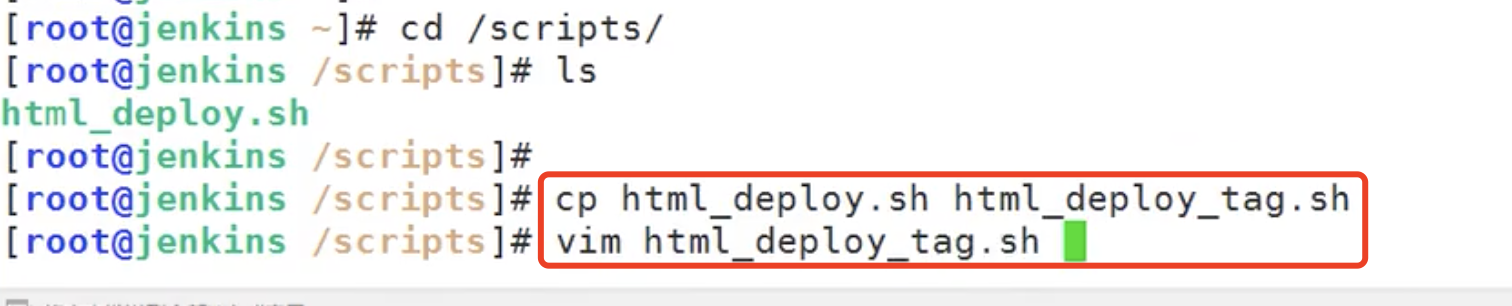 [root@jenkins ~]# cd /scripts/
[root@jenkins /scripts]# ls
html_deploy.sh
[root@jenkins /scripts]#
[root@jenkins /scripts]# cp html_deploy.sh html_deploy_tag.sh
[root@jenkins /scripts]# vim html_deploy_tag.sh